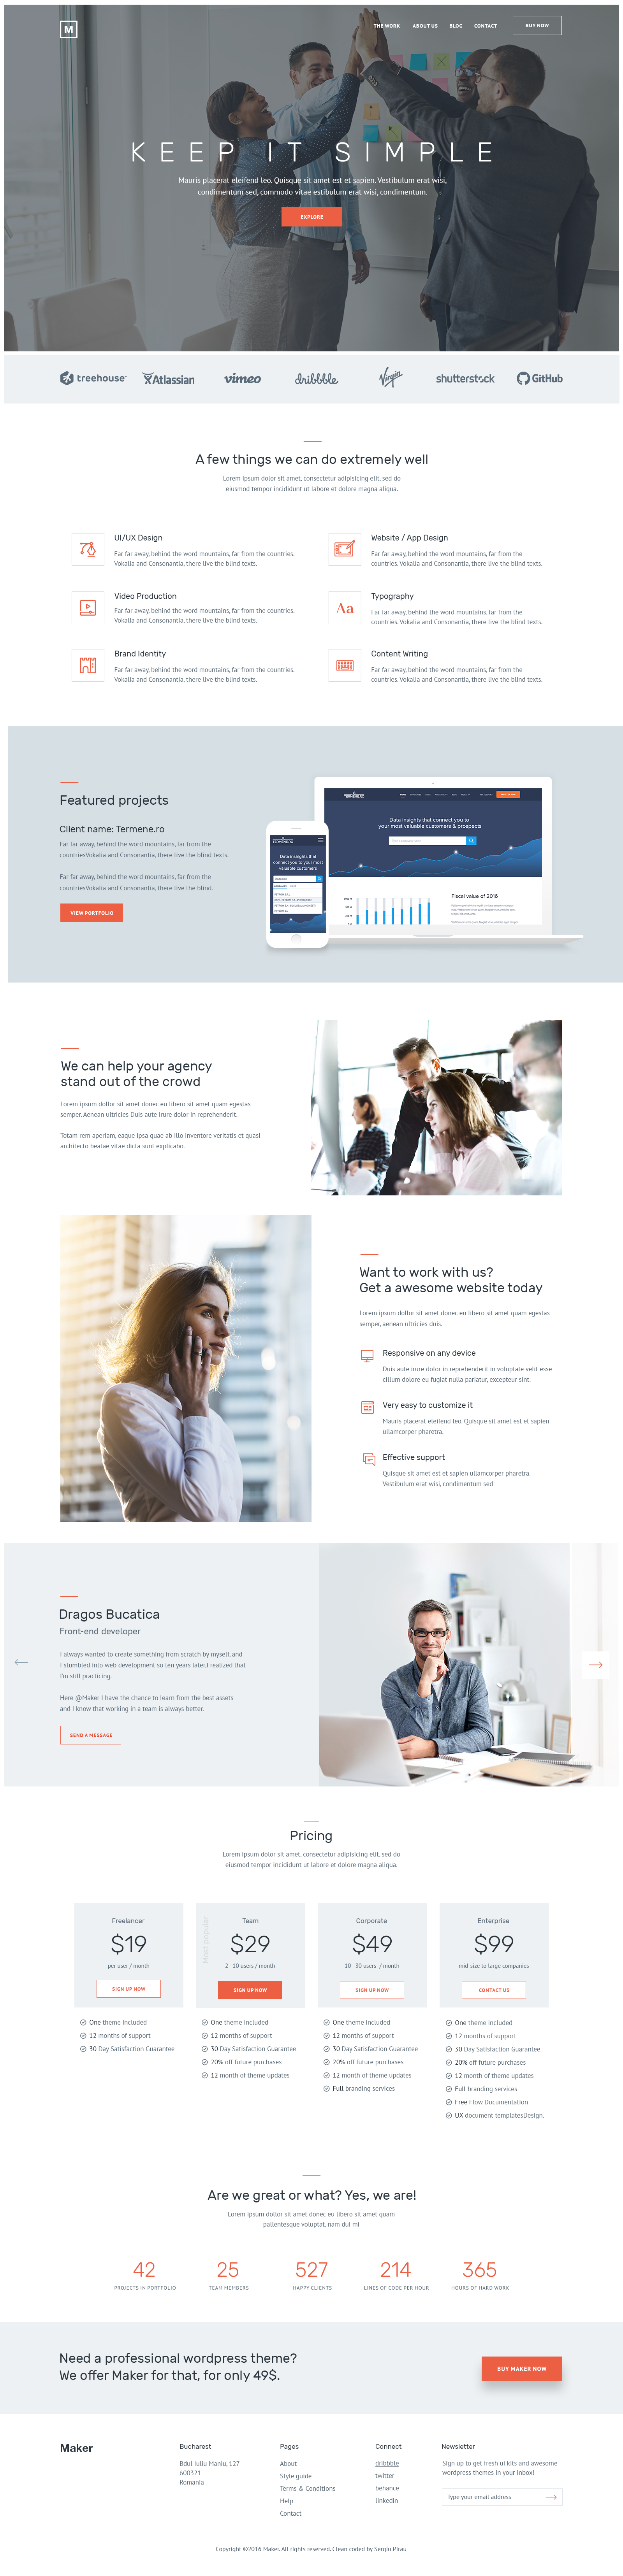 M
THE WORK
ABOUT US
BLOG
CONTACT
BUY NOW
KEEP IT SIMPLE
Mauris placerat eleifend leo. Quisque sit amet est et sapien. Vestibulum erat wisi,
condimentum sed, commodo vitae estibulum erat wisi, condimentum.
EXPLORE
treehouse
Atlassian
vimeo
dribbble
Virgin
shutterstock
GitHub
A few things we can do extremely well
Lorem ipsum dolor sit amet, consectetur adipisicing elit, sed do
eiusmod tempor incididunt ut labore et dolore magna aliqua.
UI/UX Design
Far far away, behind the word mountains, far from the countries.
Vokalia and Consonantia, there live the blind texts.
Website / App Design
Far far away, behind the word mountains, far from the
countries. Vokalia and Consonantia, there live the blind texts.
Video Production
Far far away, behind the word mountains, far from the countries.
Vokalia and Consonantia, there live the blind texts.
Aa
Typography
Far far away, behind the word mountains, far from the
countries. Vokalia and Consonantia, there live the blind texts.
Brand Identity
Far far away, behind the word mountains, far from the countries.
Vokalia and Consonantia, there live the blind texts.
Content Writing
Far far away, behind the word mountains, far from the
countries. Vokalia and Consonantia, there live the blind texts.
Featured projects
Client name: Termene.ro
Far far away, behind the word mountains, far from the
countriesVokalia and Consonantia, there live the blind texts.
Far far away, behind the word mountains, far from the
countriesVokalia and Consonantia, there live the blind.
VIEW PORTFOLIO
TERMENE.RO
Data insights that connect you to
your most valuable customers & prospects
Fiscal value of 2016
TERMENE.RO
Data insights that
connect you to your most
valuable customers
We can help your agency
stand out of the crowd
Lorem ipsum dollor sit amet donec eu libero sit amet quam egestas
semper. Aenean ultricies Duis aute irure dolor in reprehenderit.
Totam rem aperiam, eaque ipsa quae ab illo inventore veritatis et quasi
architecto beatae vitae dicta sunt explicabo.
Want to work with us?
Get a awesome website today
Lorem ipsum dollor sit amet donec eu libero sit amet quam egestas
semper, aenean ultricies duis.
Responsive on any device
Duis aute irure dolor in reprehenderit in voluptate velit esse
cillum dolore eu fugiat nulla pariatur, excepteur sint.
Very easy to customize it
Mauris placerat eleifend leo. Quisque sit amet est et sapien
ullamcorper pharetra.
Effective support
Quisque sit amet est et sapien ullamcorper pharetra.
Vestibulum erat wisi, condimentum sed
Dragos Bucatica
Front-end developer
I always wanted to create something from scratch by myself, and
I stumbled into web development so ten years later,I realized that
I'm still practicing.
Here @Maker I have the chance to learn from the best assets
and I know that working in a team is always better.
SEND A MESSAGE
Pricing
Lorem ipsum dolor sit amet, consectetur adipisicing elit, sed do
eiusmod tempor incididunt ut labore et dolore magna aliqua.
Freelancer
$19
per user / month
SIGN UP NOW
One theme included
12 months of support
30 Day Satisfaction Guarantee
Most popular
Team
$29
2 - 10 users / month
SIGN UP NOW
One theme included
12 months of support
30 Day Satisfaction Guarantee
20% off future purchases
12 month of theme updates
Corporate
$49
10 - 30 users / month
SIGN UP NOW
One theme included
12 months of support
30 Day Satisfaction Guarantee
20% off future purchases
12 month of theme updates
Full branding services
Enterprise
$99
mid-size to large companies
CONTACT US
One theme included
12 months of support
30 Day Satisfaction Guarantee
20% off future purchases
12 month of theme updates
Full branding services
Free Flow Documentation
UX document templatesDesign.
Are we great or what? Yes, we are!
Lorem ipsum dollor sit amet donec eu libero sit amet quam
pallentesque voluptat, nam dui mi
42
PROJECTS IN PORTFOLIO
25
TEAM MEMBERS
527
HAPPY CLIENTS
214
LINES OF CODE PER HOUR
365
HOURS OF HARD WORK
Need a professional wordpress theme?
We offer Maker for that, for only 49$.
BUY MAKER NOW
Maker
Bucharest
Bdul Iuliu Maniu, 127
600321
Romania
Pages
About
Style guide
Terms & Conditions
Help
Contact
Connect
dribbble
twitter
behance
linkedin
Newsletter
Sign up to get fresh ui kits and awesome
wordpress themes in your inbox!
Type your email address
Copyright ©2016 Maker. All rights reserved. Clean coded by Sergiu Pirau